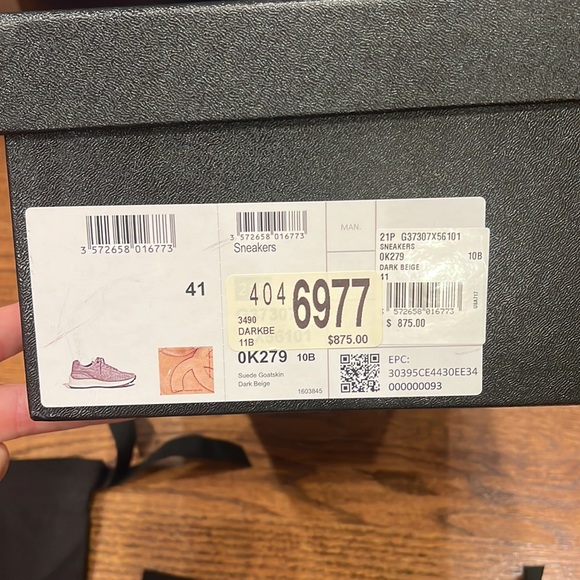 3 572658 016773
41
3 572658 016773
Sneakers
MAN.
21P G37307X56101
SNEAKERS
0K279 10B
DARK BEIGE
41
3 572658 016773
$ 875.00
404 6977
3490
DARKBE
11B $875.00
0K279 10B
Suede Goatskin
Dark Beige
1603845
EPC:
30395CE4430EE34
000000093